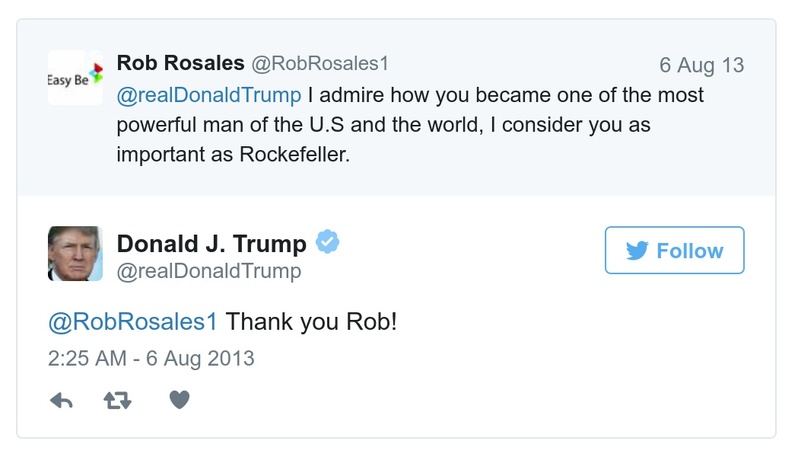 Easy Be
Rob Rosales @RobRosales1
6 Aug 13
@realDonaldTrump I admire how you became one of the most
powerful man of the U.S and the world, I consider you as
important as Rockefeller.
Donald J. Trump
@realDonaldTrump
Follow
@RobRosales1 Thank you Rob!
2:25 AM - 6 Aug 2013